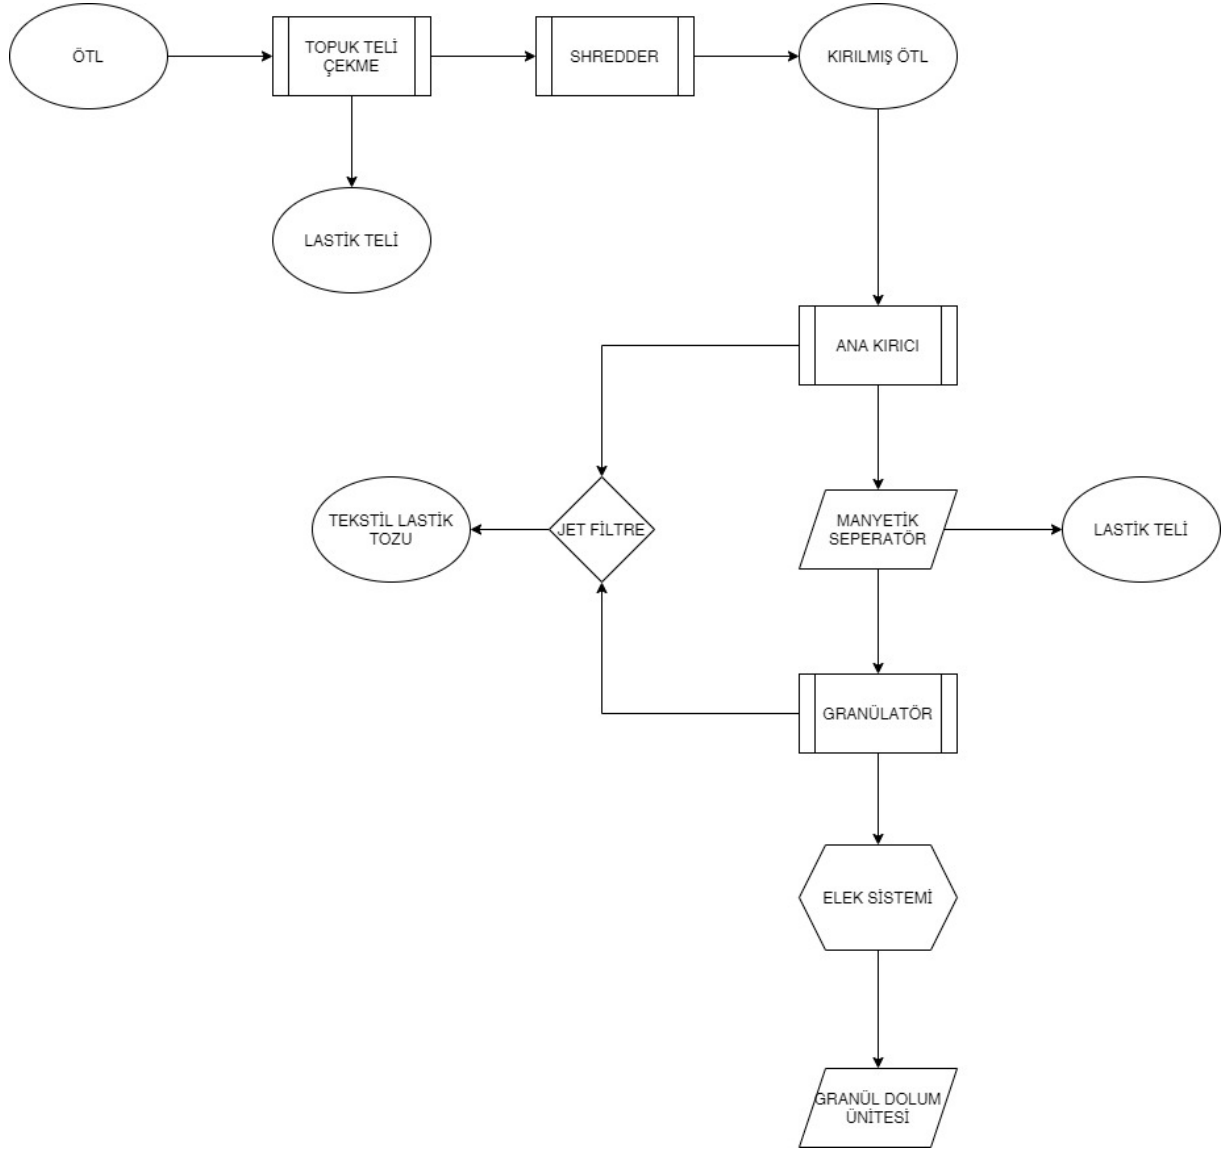 ÖTL
TOPUK TELİ
ÇEKME
SHREDDER
KIRILMIŞ ÖTL
LASTİK TELİ
ANA KIRICI
TEKSTİL LASTİK
TOZU
JET FİLTRE
MANYETİK
SEPERATÖR
LASTİK TELİ
GRANÜLATÖR
ELEK SİSTEMİ
GRANÜL DOLUM
ÜNİTESİ